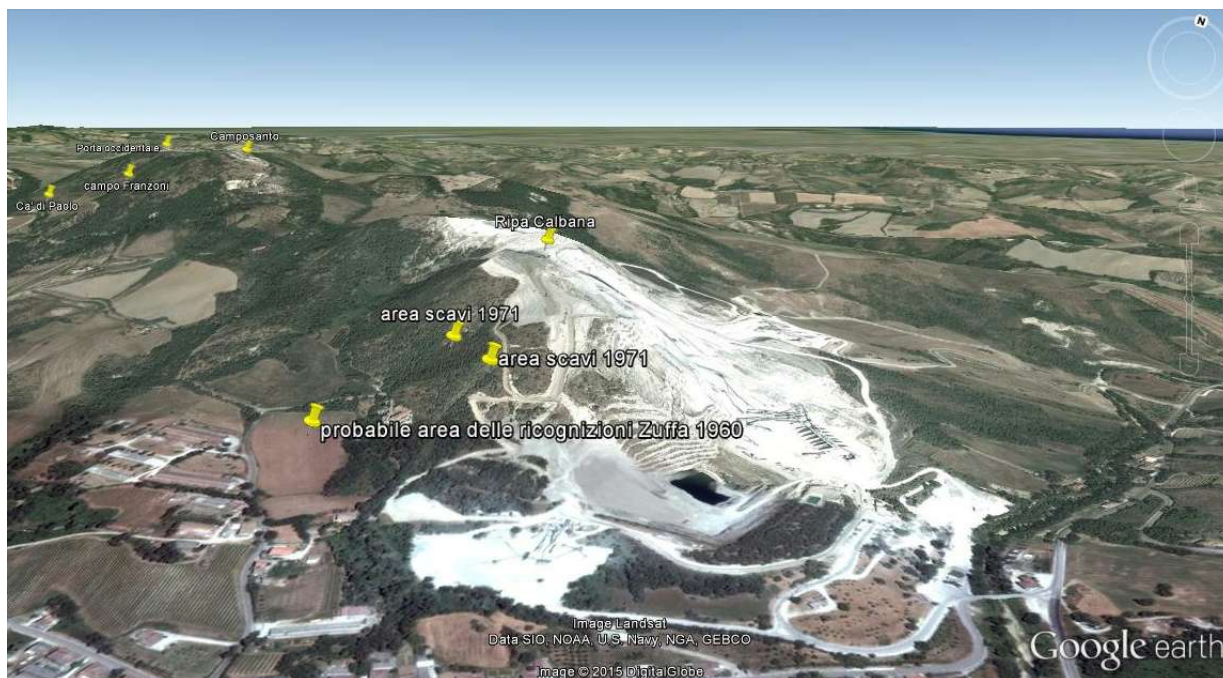 N
Camposanto
Porta occidentale
campo Franzoni
Ca' di Paolo
Ripa Calbana
area scavi 1971
area scavi 1971
probabile area delle ricognizioni Zuffa 1960
Image Landsat
Data SIO, NOAA, U.S. Navy, NGA, GEBCO
Image © 2015 DigitalGlobe
Google earth